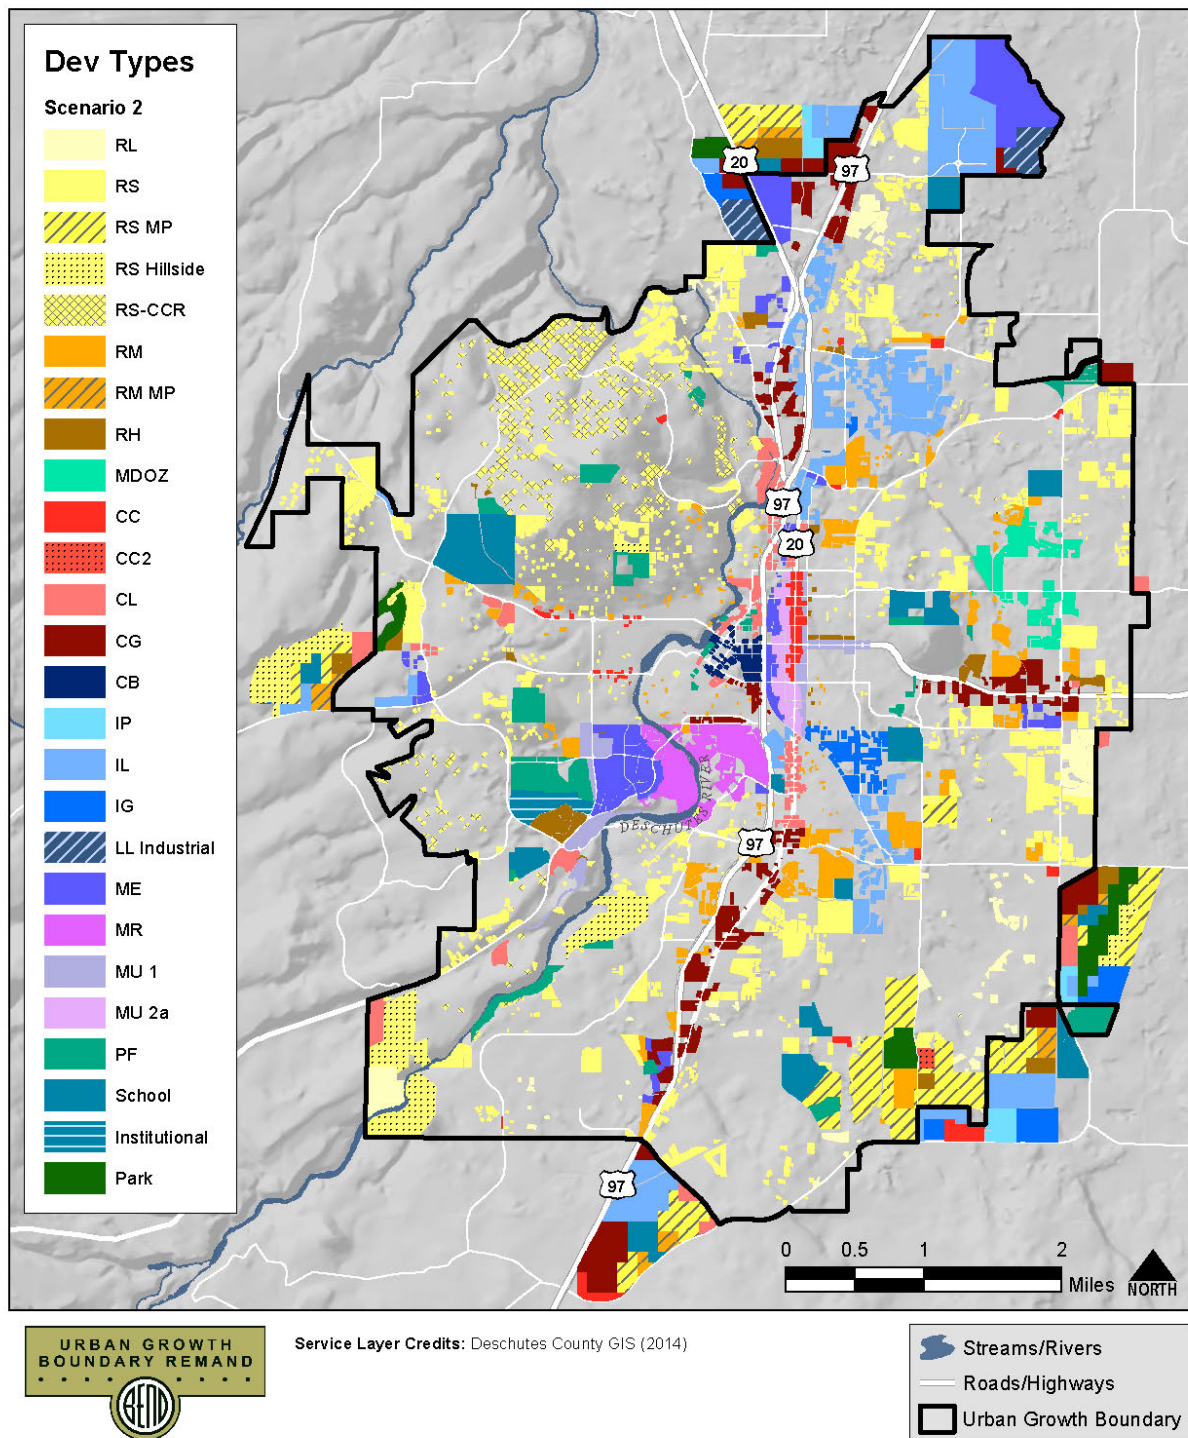 Dev Types
Scenario 2
RL
RS
RS MP
RS Hillside
RS-CCR
RM
RM MP
RH
MDOZ
CC
CC2
CL
CG
CB
IP
IL
IG
LL Industrial
ME
MR
MU 1
MU 2a
PF
School
Institutional
Park
20
97
97
20
DESCHUTES RIVER
97
97
0 0.5 1 2
Miles
NORTH
URBAN GROWTH
BOUNDARY REMAND
BEND
Service Layer Credits: Deschutes County GIS (2014)
Streams/Rivers
Roads/Highways
Urban Growth Boundary